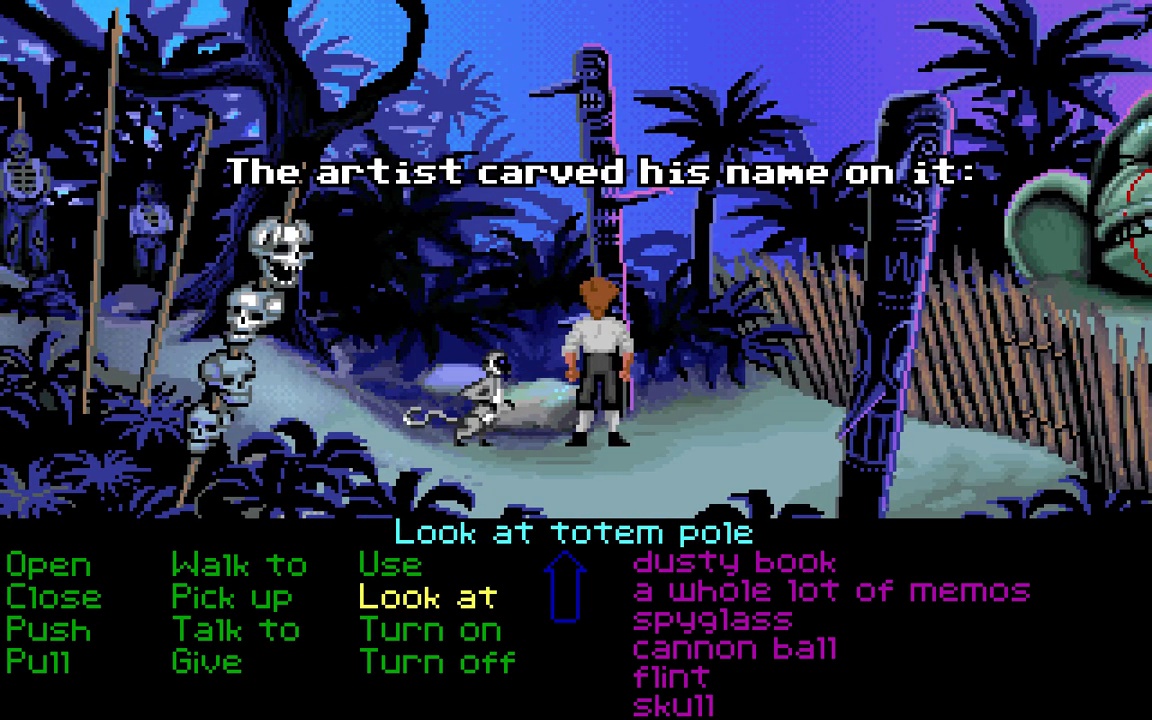 The artist carved his name on it:
Look at totem pole
Open Walk to Use
Close Pick up Look at
Push Talk to Turn on
Pull Give Turn off
dusty book
a whole lot of memos
spyglass
cannon ball
flint
skull